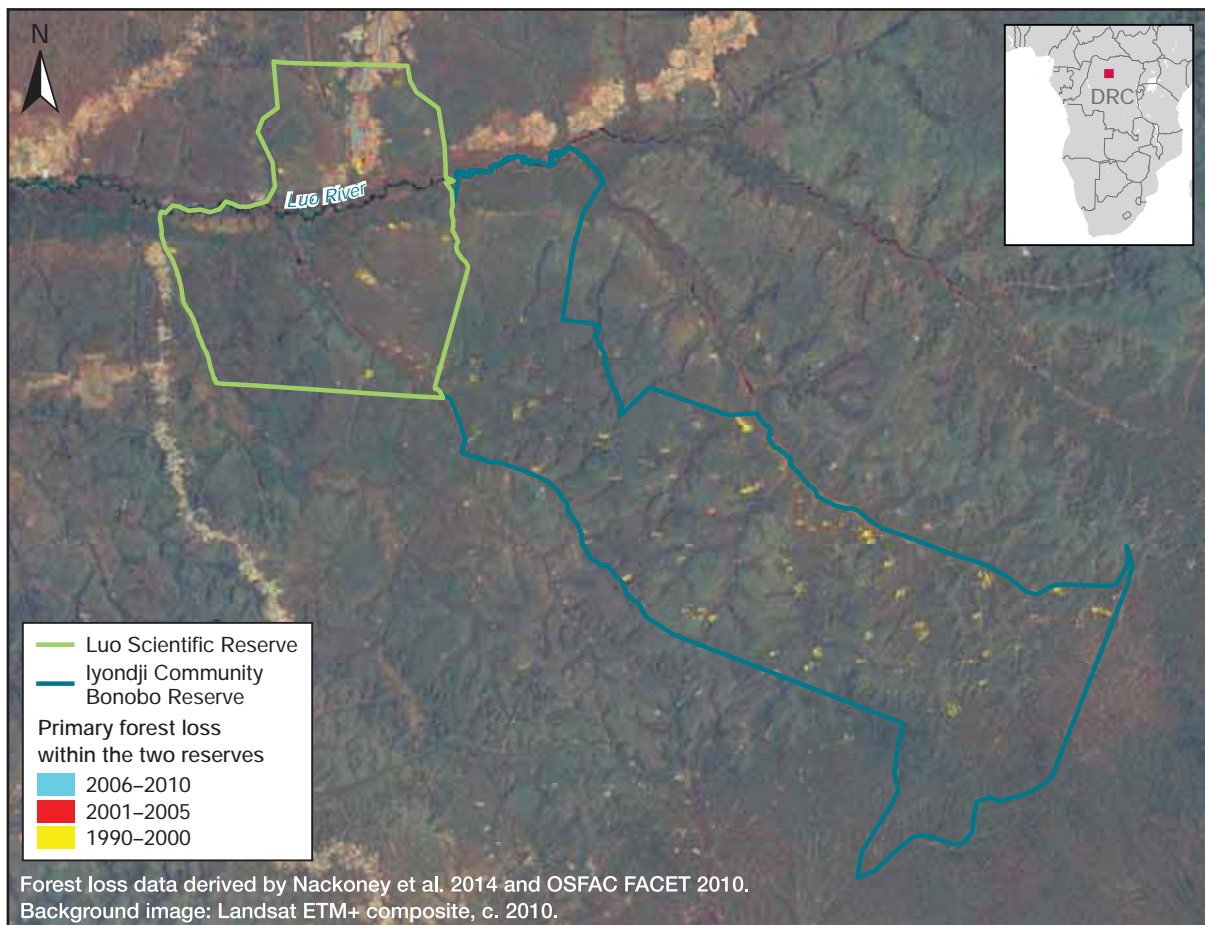 N
DRC
Luo River
Luo Scientific Reserve
Iyondji Community
Bonobo Reserve
Primary forest loss
within the two reserves
2006–2010
2001–2005
1990–2000
Forest loss data derived by Nackoney et al. 2014 and OSFAC FACET 2010.
Background image: Landsat ETM+ composite, c. 2010.